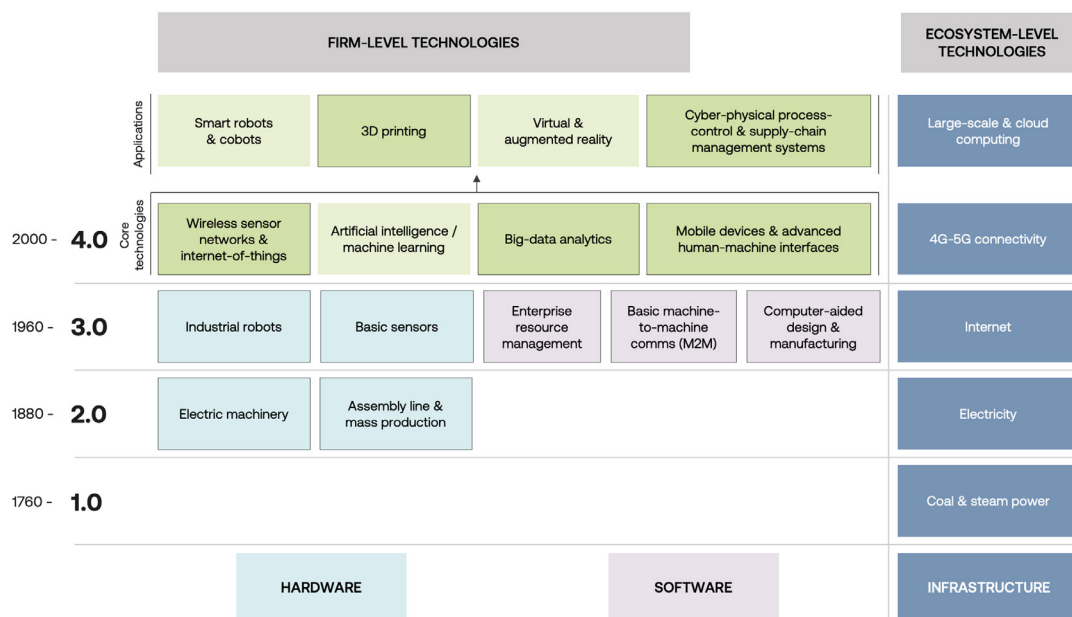 FIRM-LEVEL TECHNOLOGIES
ECOSYSTEM-LEVEL
TECHNOLOGIES
Applications
Smart robots
& cobots
3D printing
Virtual &
augmented reality
Cyber-physical process-
control & supply-chain
management systems
Large-scale & cloud
computing
2000 - 4.0
Core
technologies
Wireless sensor
networks &
internet-of-things
Artificial intelligence /
machine learning
Big-data analytics
Mobile devices & advanced
human-machine interfaces
4G-5G connectivity
1960 - 3.0
Industrial robots
Basic sensors
Enterprise
resource
management
Basic machine-
to-machine
comms (M2M)
Computer-aided
design &
manufacturing
Internet
1880 - 2.0
Electric machinery
Assembly line &
mass production
Electricity
1760 - 1.0
Coal & steam power
HARDWARE
SOFTWARE
INFRASTRUCTURE